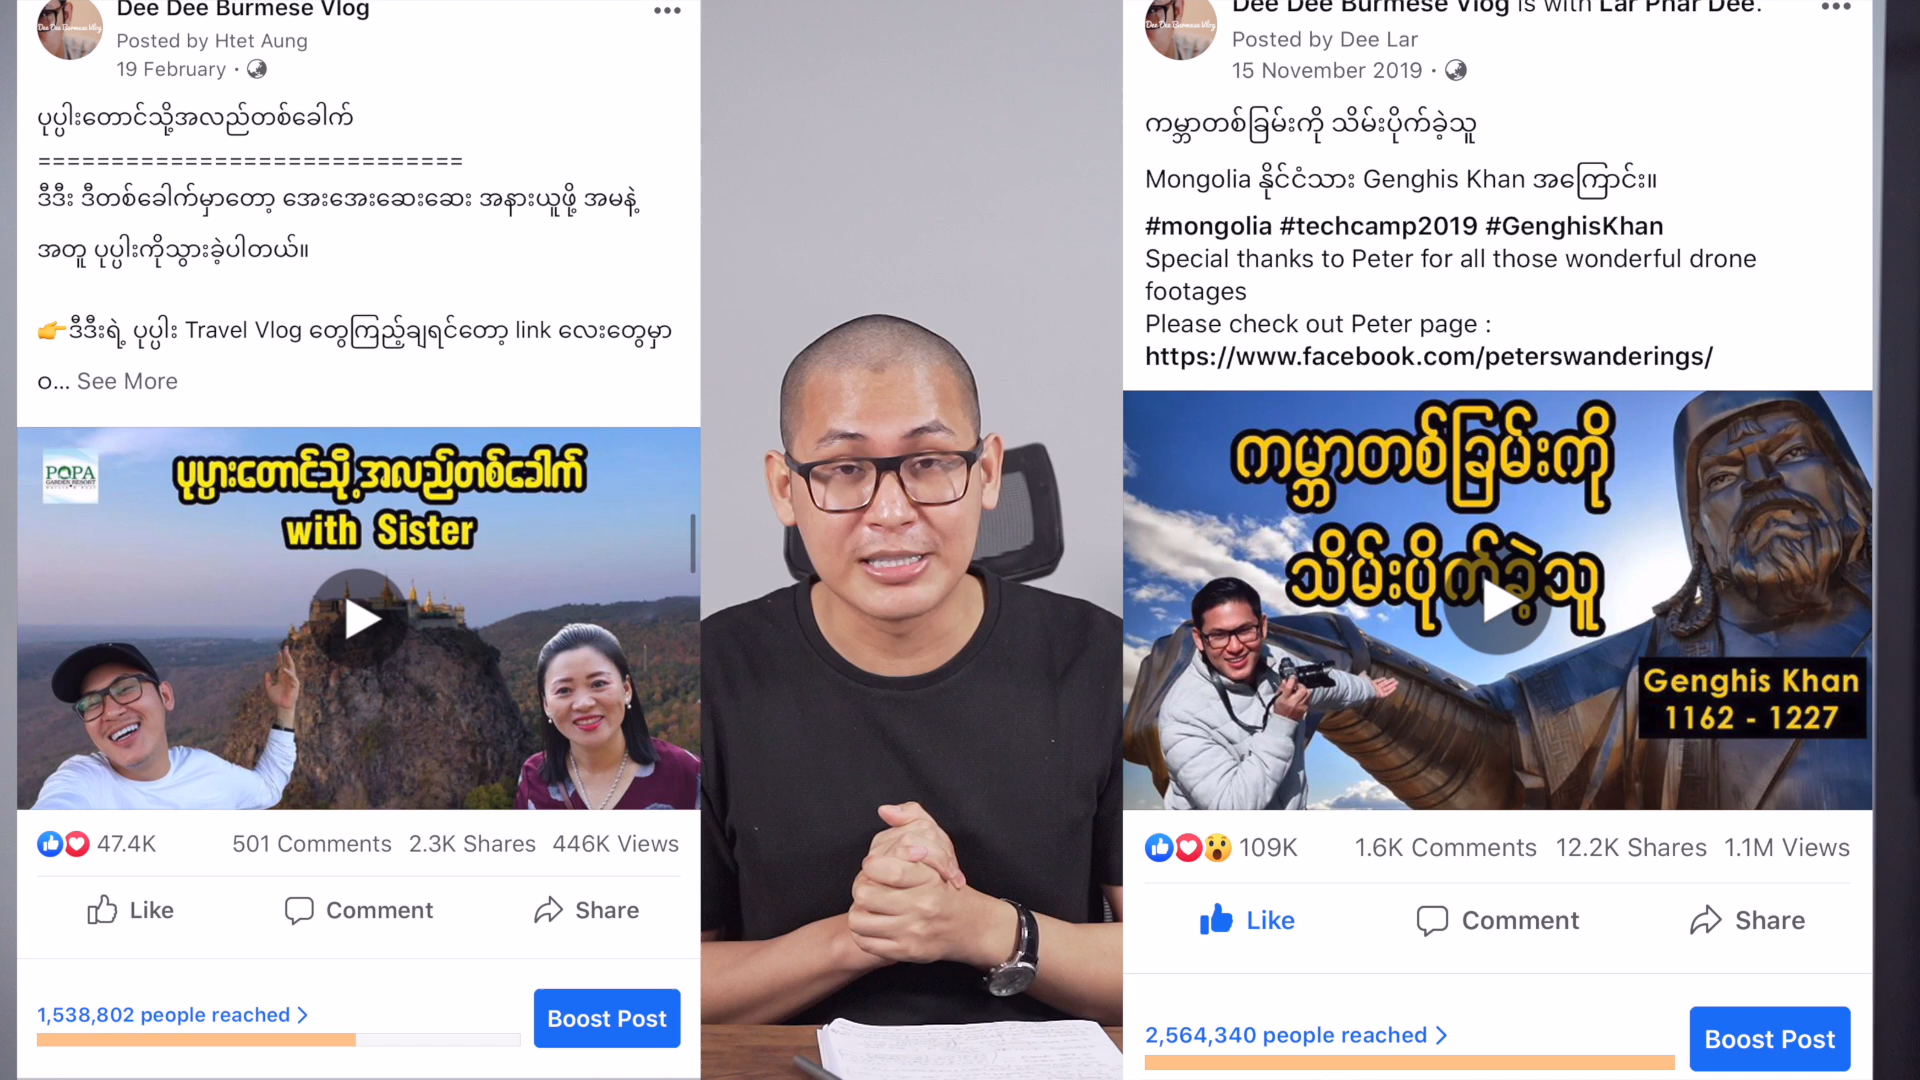 Dee Dee Burmese Vlog
Posted by Htet Aung
19 February ·
ပုပ္ပါးတောင်သို့အလည်တစ်ခေါက်
=============================
ဒီဒီး ဒီတစ်ခေါက်မှာတော့ အေးအေးဆေးဆေး အနားယူဖို့ အမနဲ့
အတူ ပုပ္ပါးကိုသွားခဲ့ပါတယ်။
👉ဒီဒီးရဲ့ ပုပ္ပါး Travel Vlog တွေကြည့်ချရင်တော့ link လေးတွေမှာ
ဝ... See More
POPA
GARDEN RESORT
ပုပ္ပားတောင်သို့အလည်တစ်ခေါက်
with Sister
47.4K 501 Comments 2.3K Shares 446K Views
Like Comment Share
1,538,802 people reached >
Boost Post
Dee Dee Burmese Vlog is with Lar Phar Dee.
Posted by Dee Lar
15 November 2019 ·
ကမ္ဘာတစ်ခြမ်းကို သိမ်းပိုက်ခဲ့သူ
Mongolia နိုင်ငံသား Genghis Khan အကြောင်း။
#mongolia #techcamp2019 #GenghisKhan
Special thanks to Peter for all those wonderful drone
footages
Please check out Peter page :
https://www.facebook.com/peterswanderings/
ကမ္ဘာတစ်ခြမ်းကို
သိမ်းပိုက်ခဲ့သူ
Genghis Khan
1162 - 1227
109K 1.6K Comments 12.2K Shares 1.1M Views
Like Comment Share
2,564,340 people reached >
Boost Post